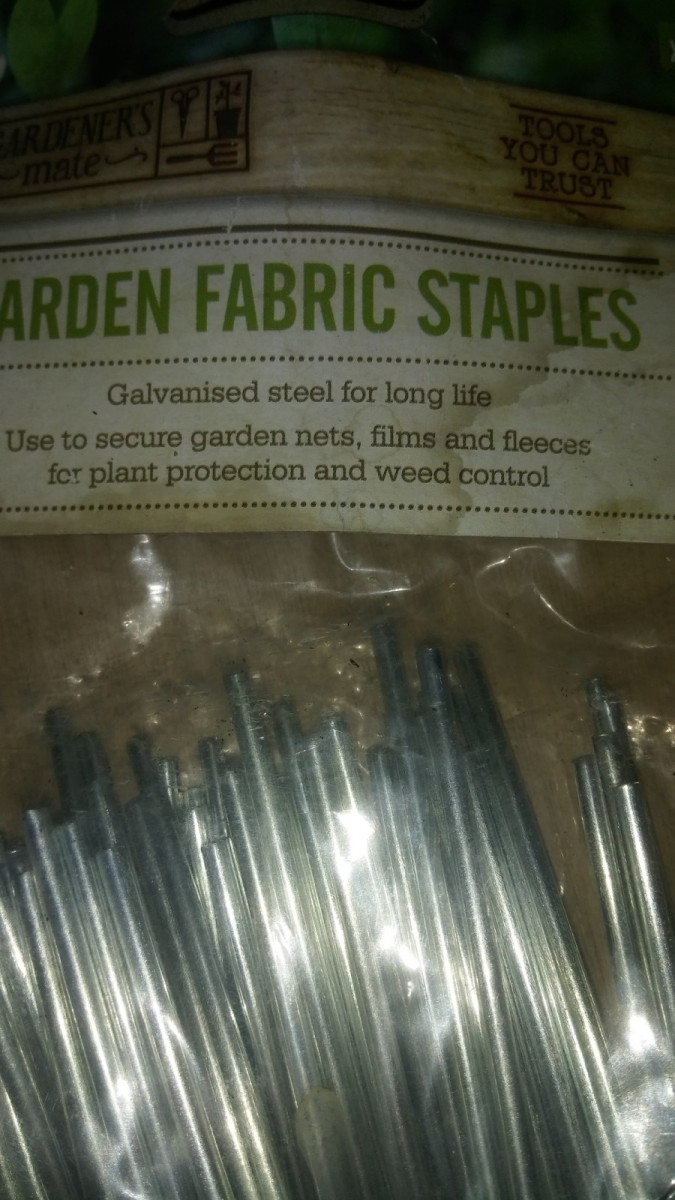 ARDENER'S
mate
TOOLS
YOU CAN
TRUST
ARDEN FABRIC STAPLES
Galvanised steel for long life
Use to secure garden nets, films and fleeces
for plant protection and weed control